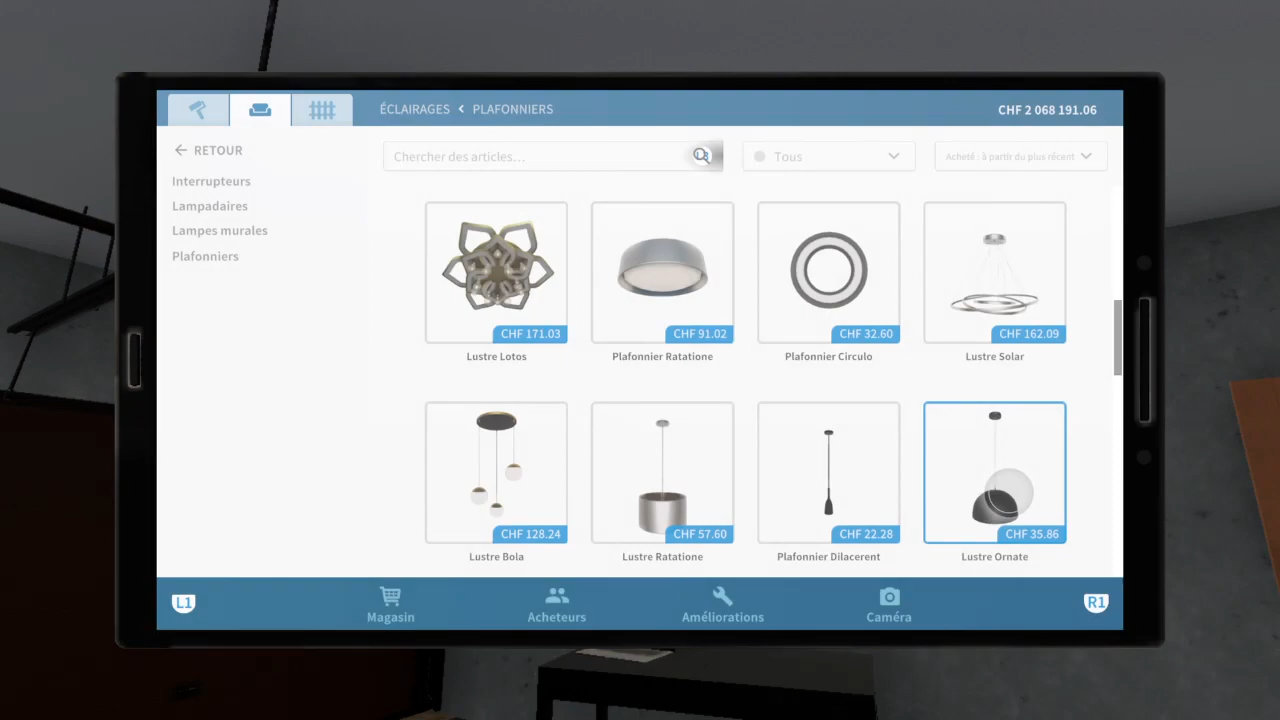 ÉCLAIRAGES < PLAFONNIERS
CHF 2 068 191.06
← RETOUR
Interrupteurs
Lampadaires
Lampes murales
Plafonniers
Chercher des articles...
Tous
Acheté : à partir du plus récent
CHF 171.03
CHF 91.02
CHF 32.60
CHF 162.09
Lustre Lotos
Plafonnier Ratatione
Plafonnier Circulo
Lustre Solar
CHF 128.24
CHF 57.60
CHF 22.28
CHF 35.86
Lustre Bola
Lustre Ratatione
Plafonnier Dilacerent
Lustre Ornate
L1
Magasin
Acheteurs
Améliorations
Caméra
R1